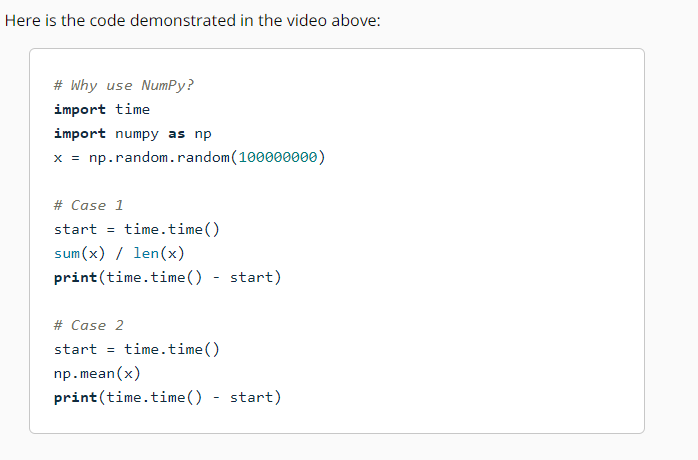 Here is the code demonstrated in the video above:
# Why use NumPy?
import time
import numpy as np
x = np.random.random(100000000)
# Case 1
start = time.time()
sum(x) / len(x)
print(time.time() - start)
# Case 2
start = time.time()
np.mean(x)
print(time.time() - start)